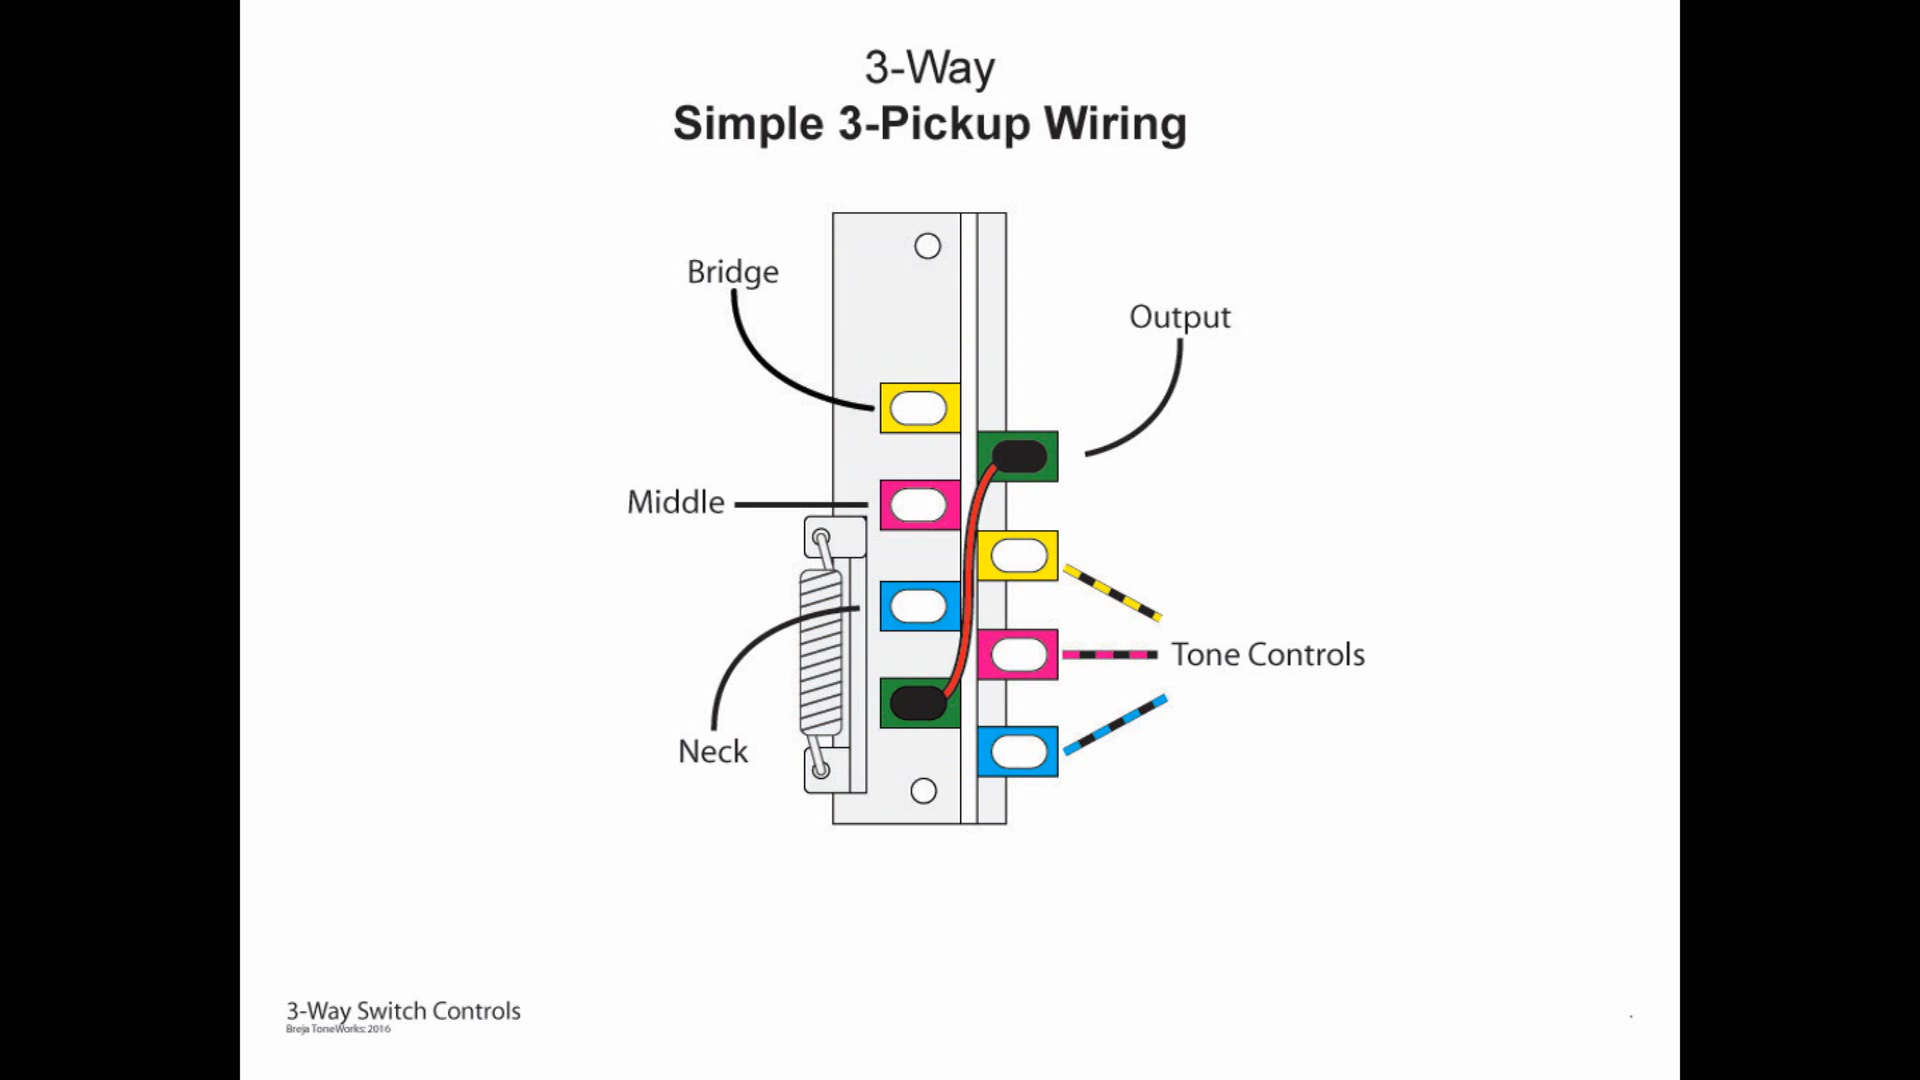 3-Way
Simple 3-Pickup Wiring
Bridge
Output
Middle
Tone Controls
Neck
3-Way Switch Controls
Breja ToneWorks: 2016